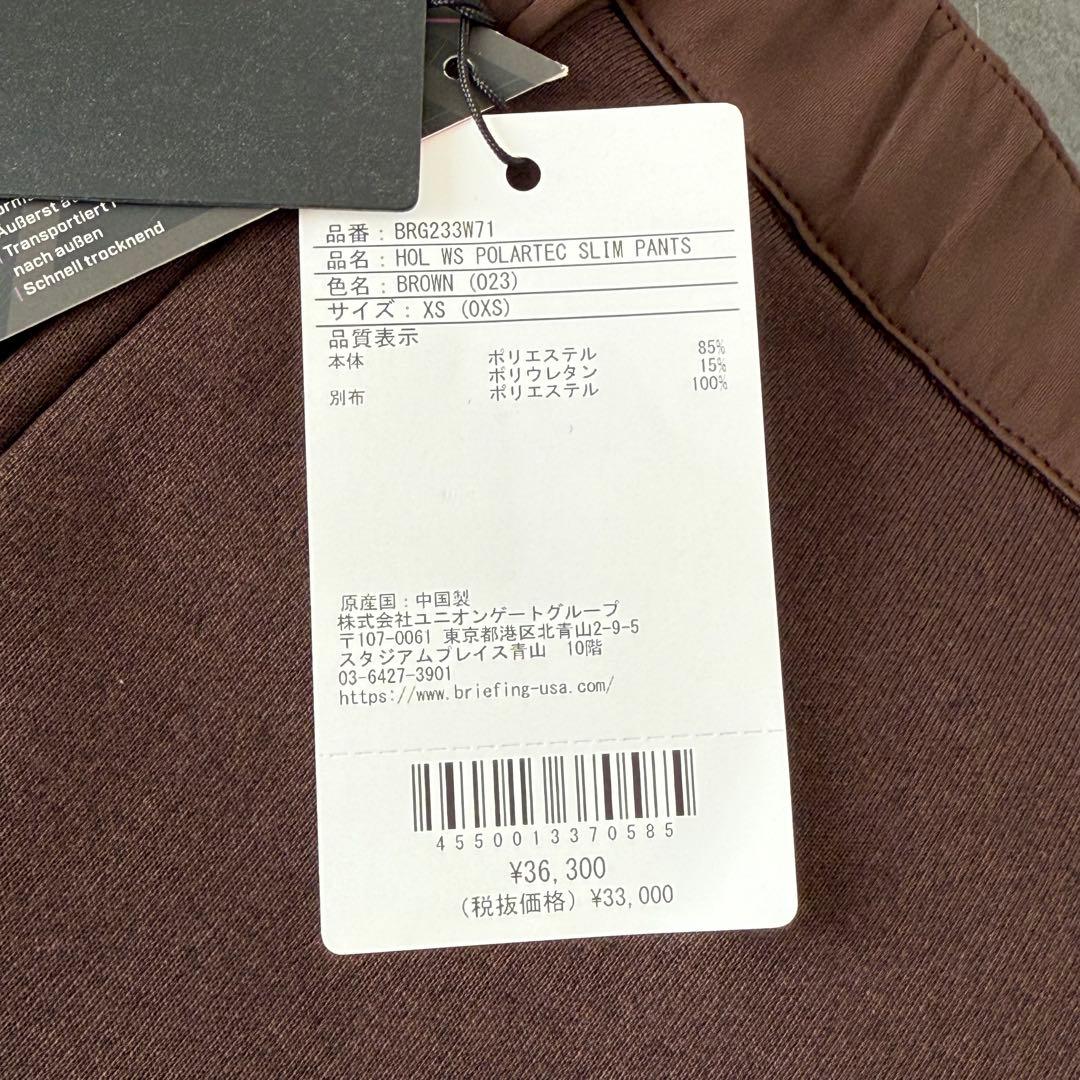 Äußerst
Transportiert
nach außen
Schnell trocknend
品番：BRG233W71
品名：HOL WS POLARTEC SLIM PANTS
色名：BROWN (023)
サイズ：XS (0XS)
品質表示
本体 ポリエステル 85%
ポリウレタン 15%
別布 ポリエステル 100%
原産国：中国製
株式会社ユニオンゲートグループ
〒107-0061 東京都港区北青山2-9-5
スタジアムプレイス青山 10階
03-6427-3901
https://www.briefing-usa.com/
4550013370585
¥36,300
(税抜価格) ¥33,000